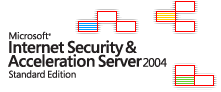 Microsoft®
Internet Security &
Acceleration Server 2004
Standard Edition